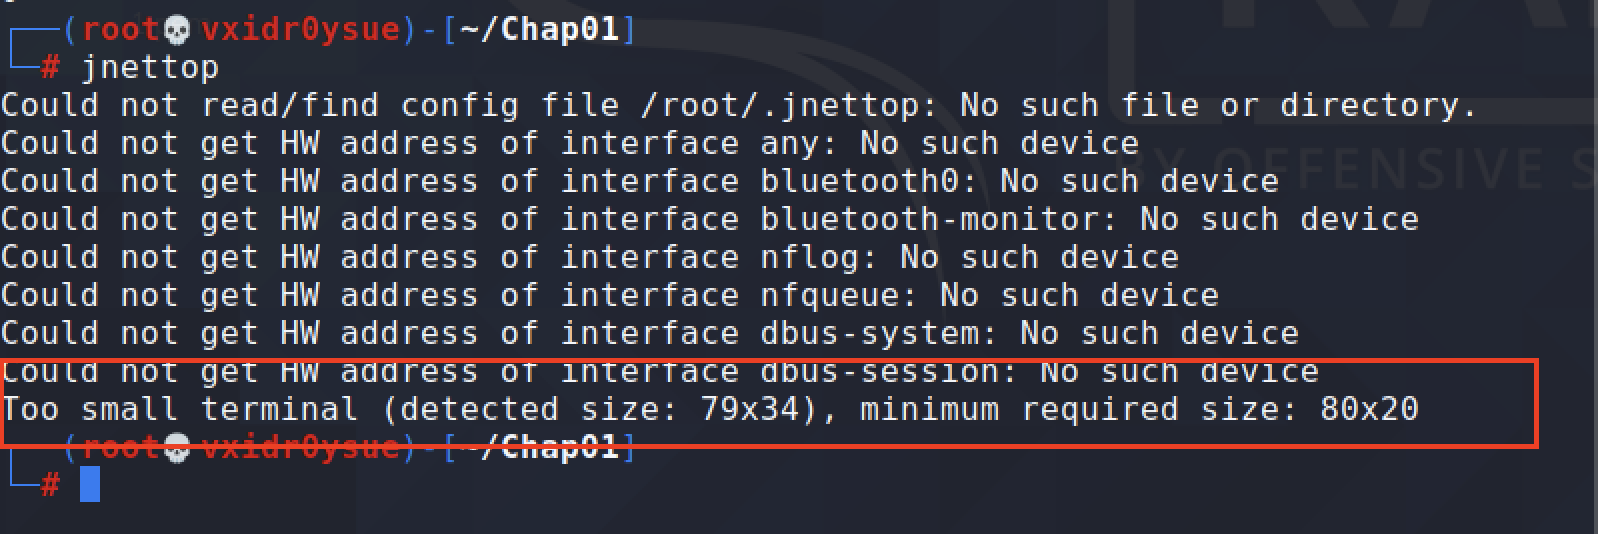 (root💀vxidr0ysue)-[~/Chap01]
# jnettop
Could not read/find config file /root/.jnettop: No such file or directory.
Could not get HW address of interface any: No such device
Could not get HW address of interface bluetooth0: No such device
Could not get HW address of interface bluetooth-monitor: No such device
Could not get HW address of interface nflog: No such device
Could not get HW address of interface nfqueue: No such device
Could not get HW address of interface dbus-system: No such device
Could not get HW address of interface dbus-session: No such device
Too small terminal (detected size: 79x34), minimum required size: 80x20
(root💀vxidr0ysue)-[~/Chap01]
#
BY OFFENSIVE S